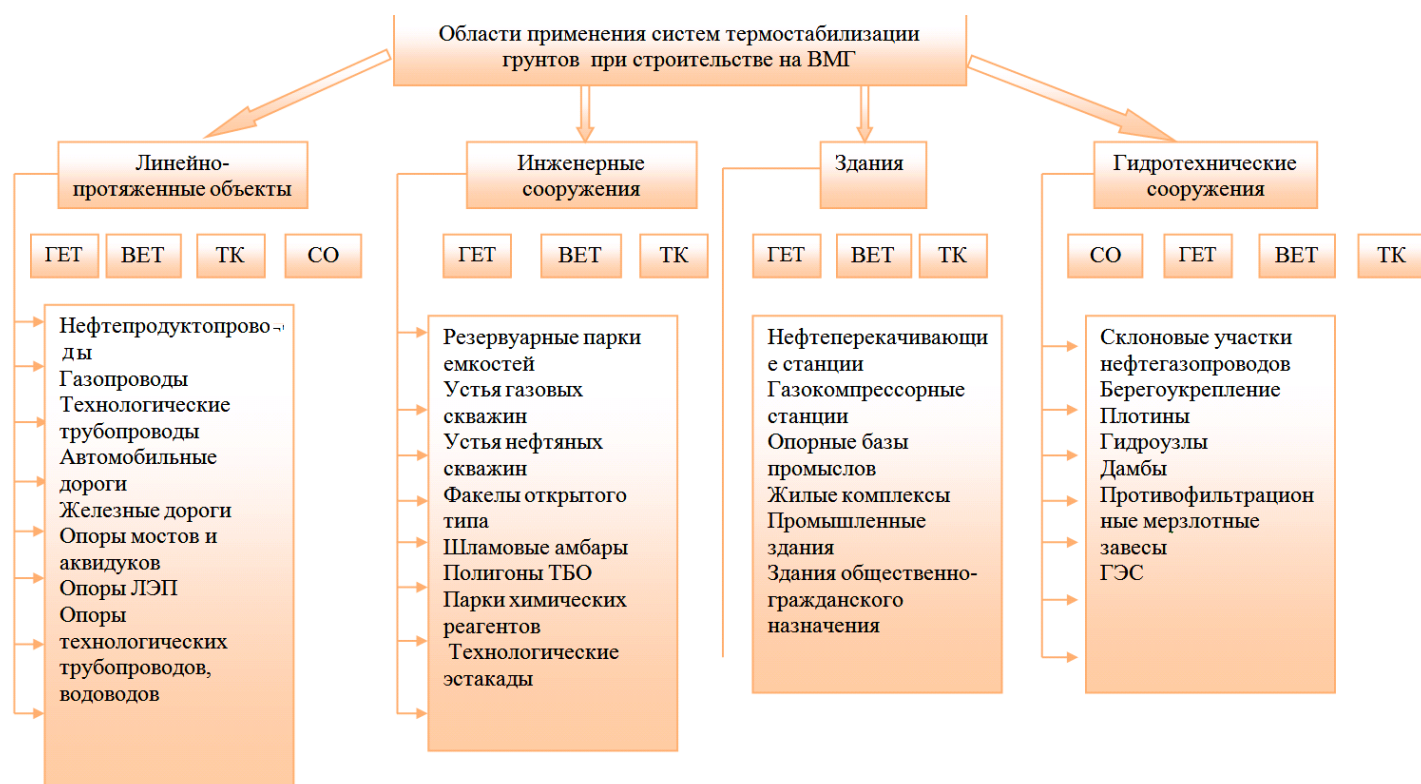 Области применения систем термостабилизации
грунтов при строительстве на ВМГ
Линейно-
протяженные объекты
ГЕТ
ВЕТ
ТК
СО
Нефтепродуктопрово¬
ды
Газопроводы
Технологические
трубопроводы
Автомобильные
дороги
Железные дороги
Опоры мостов и
аквидуков
Опоры ЛЭП
Опоры
технологических
трубопроводов,
водоводов
Инженерные
сооружения
ГЕТ
ВЕТ
ТК
Резервуарные парки
емкостей
Устья газовых
скважин
Устья нефтяных
скважин
Факелы открытого
типа
Шламовые амбары
Полигоны ТБО
Парки химических
реагентов
Технологические
эстакады
Здания
ГЕТ
ВЕТ
ТК
Нефтеперекачивающи
е станции
Газокомпрессорные
станции
Опорные базы
промыслов
Жилые комплексы
Промышленные
здания
Здания общественно-
гражданского
назначения
Гидротехнические
сооружения
СО
ГЕТ
ВЕТ
ТК
Склоновые участки
нефтегазопроводов
Берегоукрепление
Плотины
Гидроузлы
Дамбы
Противофильтрацион
ные мерзлотные
завесы
ГЭС